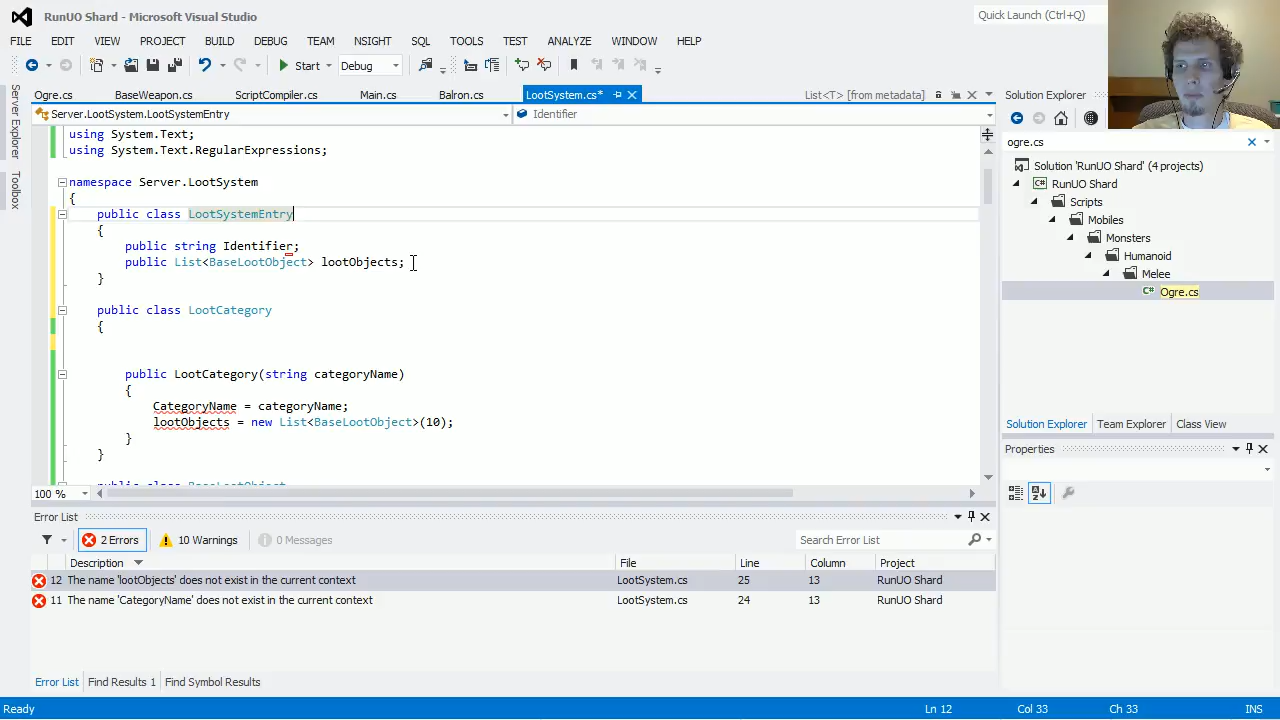 RunUO Shard - Microsoft Visual Studio
Quick Launch (Ctrl+Q)
FILE EDIT VIEW PROJECT BUILD DEBUG TEAM NSIGHT SQL TOOLS TEST ANALYZE WINDOW HELP
Start Debug
Server Explorer
Toolbox
Ogre.cs BaseWeapon.cs ScriptCompiler.cs Main.cs Balron.cs LootSystem.cs* List<T> [from metadata]
Server.LootSystem.LootSystemEntry Identifier
using System.Text;
using System.Text.RegularExpressions;
namespace Server.LootSystem
{
public class LootSystemEntry
{
public string Identifier;
public List<BaseLootObject> lootObjects;
}
public class LootCategory
{
public LootCategory(string categoryName)
{
CategoryName = categoryName;
lootObjects = new List<BaseLootObject>(10);
}
}
public class BaseLootObject
100 %
Error List
2 Errors 10 Warnings 0 Messages
Search Error List
Description File Line Column Project
12 The name 'lootObjects' does not exist in the current context LootSystem.cs 25 13 RunUO Shard
11 The name 'CategoryName' does not exist in the current context LootSystem.cs 24 13 RunUO Shard
Error List Find Results 1 Find Symbol Results
Solution Explorer
ogre.cs
Solution 'RunUO Shard' (4 projects)
RunUO Shard
Scripts
Mobiles
Monsters
Humanoid
Melee
Ogre.cs
Solution Explorer Team Explorer Class View
Properties
Ready Ln 12 Col 33 Ch 33 INS